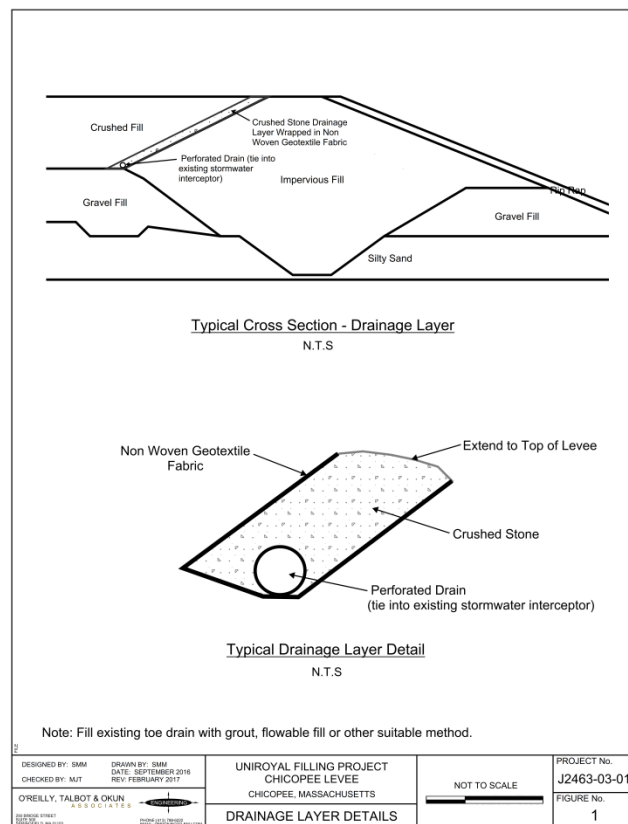 Crushed Fill
Crushed Stone Drainage
Layer Wrapped in Non
Woven Geotextile Fabric
Perforated Drain (tie into
existing stormwater
interceptor)
Impervious Fill
Rip Rap
Gravel Fill
Gravel Fill
Silty Sand
Typical Cross Section - Drainage Layer
N.T.S
Non Woven Geotextile
Fabric
Extend to Top of Levee
Crushed Stone
Perforated Drain
(tie into existing stormwater interceptor)
Typical Drainage Layer Detail
N.T.S
Note: Fill existing toe drain with grout, flowable fill or other suitable method.
FILE
DESIGNED BY: SMM
DRAWN BY: SMM
DATE: SEPTEMBER 2016
CHECKED BY: MJT
REV: FEBRUARY 2017
O'REILLY, TALBOT & OKUN
ASSOCIATES
ENGINEERING
UNIROYAL FILLING PROJECT
CHICOPEE LEVEE
CHICOPEE, MASSACHUSETTS
DRAINAGE LAYER DETAILS
NOT TO SCALE
PROJECT No.
J2463-03-01
FIGURE No.
1